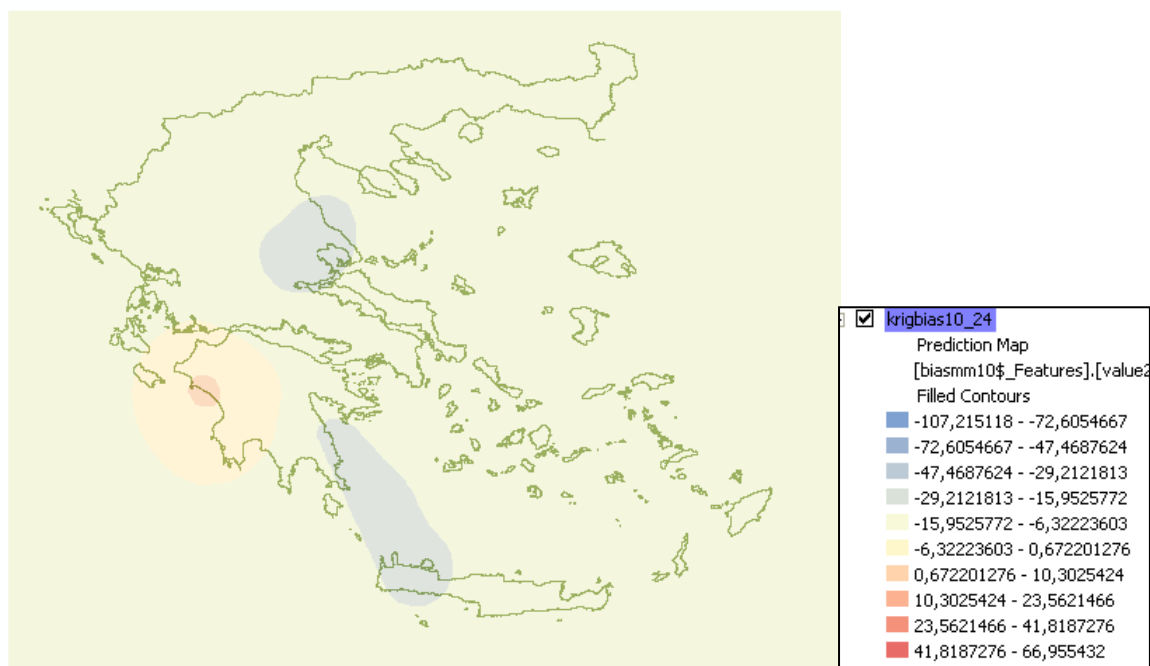 krigbias10_24
Prediction Map
[biasmm10$_Features].[value2
Filled Contours
-107,215118 - -72,6054667
-72,6054667 - -47,4687624
-47,4687624 - -29,2121813
-29,2121813 - -15,9525772
-15,9525772 - -6,32223603
-6,32223603 - 0,672201276
0,672201276 - 10,3025424
10,3025424 - 23,5621466
23,5621466 - 41,8187276
41,8187276 - 66,955432